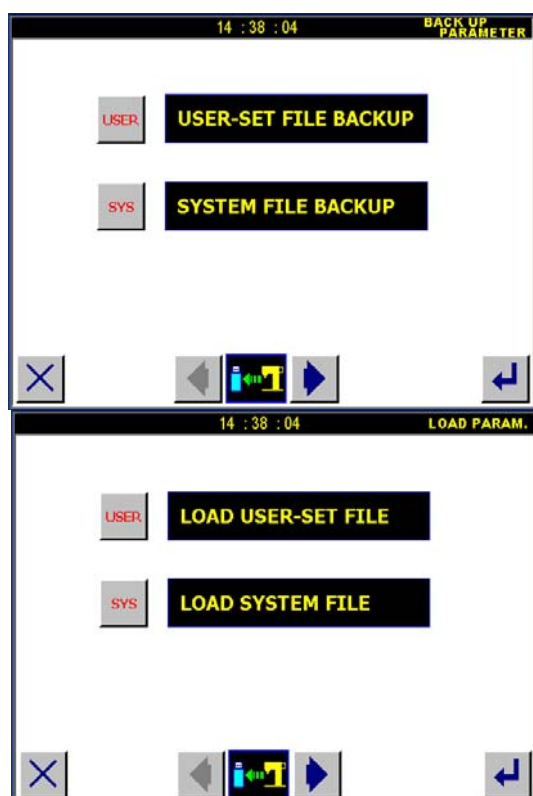 14 : 38 : 04
BACK UP
PARAMETER
USER
USER-SET FILE BACKUP
SYS
SYSTEM FILE BACKUP
14 : 38 : 04
LOAD PARAM.
USER
LOAD USER-SET FILE
SYS
LOAD SYSTEM FILE